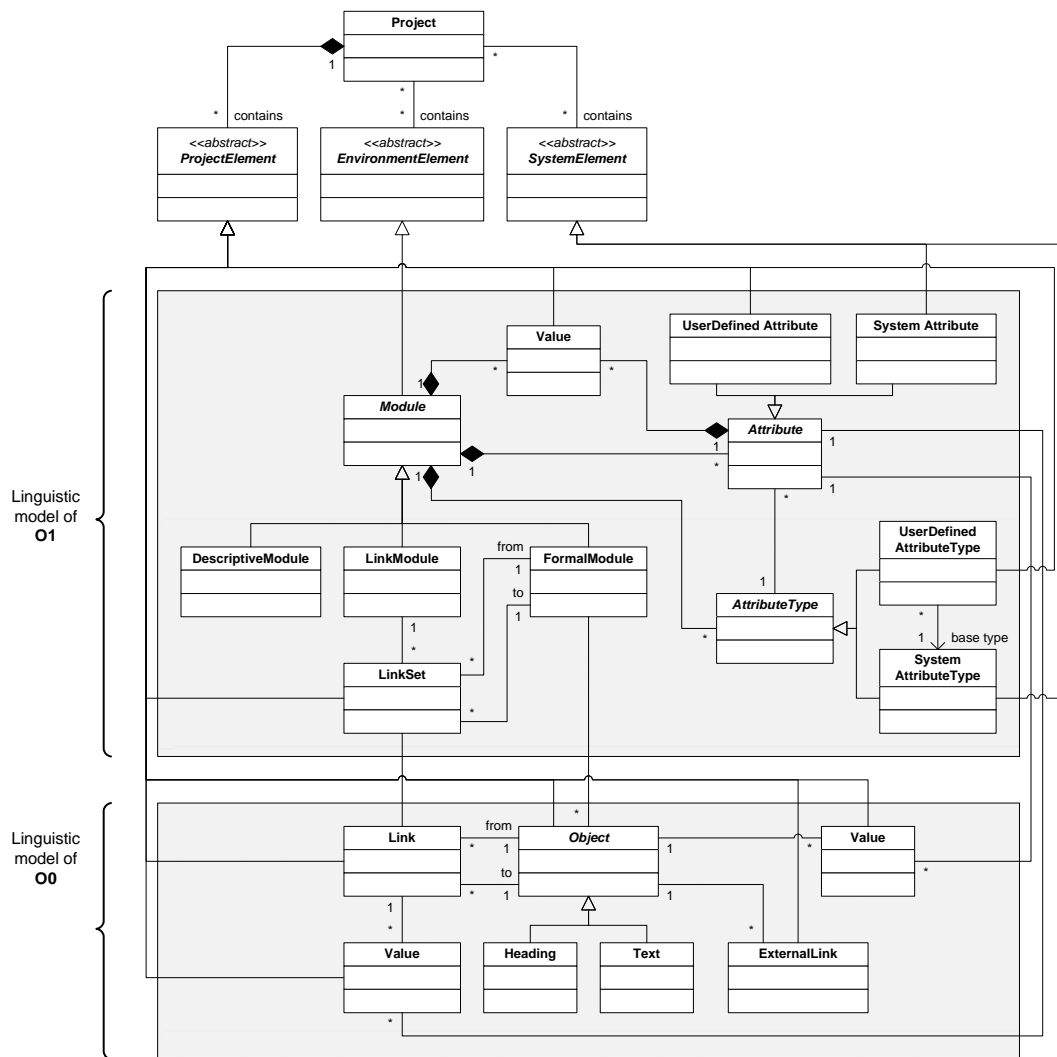 Project
1
*
*
*
*
contains
*
contains
*
contains
<<abstract>>
ProjectElement
<<abstract>>
EnvironmentElement
<<abstract>>
SystemElement
Linguistic
model of
O1
Value
*
*
UserDefined Attribute
System Attribute
Module
1
1
1
Attribute
1
*
1
1
*
DescriptiveModule
LinkModule
1
*
FormalModule
from
1
to
1
AttributeType
1
*
UserDefined
AttributeType
*
1
base type
System
AttributeType
LinkSet
*
*
Linguistic
model of
O0
*
Link
*
*
1
from
1
to
1
Object
1
1
Value
*
*
Value
*
*
Heading
Text
ExternalLink
*